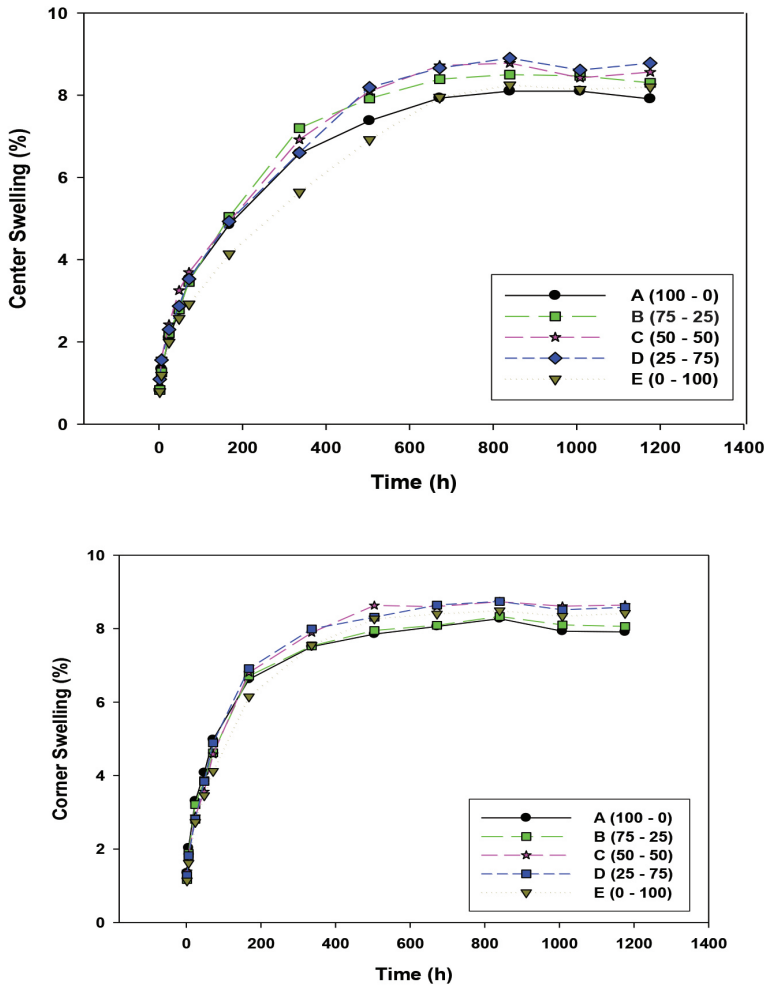 10
8
6
4
2
0
Center Swelling (%)
A (100 - 0)
B (75 - 25)
C (50 - 50)
D (25 - 75)
E (0 - 100)
0 200 400 600 800 1000 1200 1400
Time (h)
10
8
6
4
2
0
Corner Swelling (%)
A (100 - 0)
B (75 - 25)
C (50 - 50)
D (25 - 75)
E (0 - 100)
0 200 400 600 800 1000 1200 1400
Time (h)